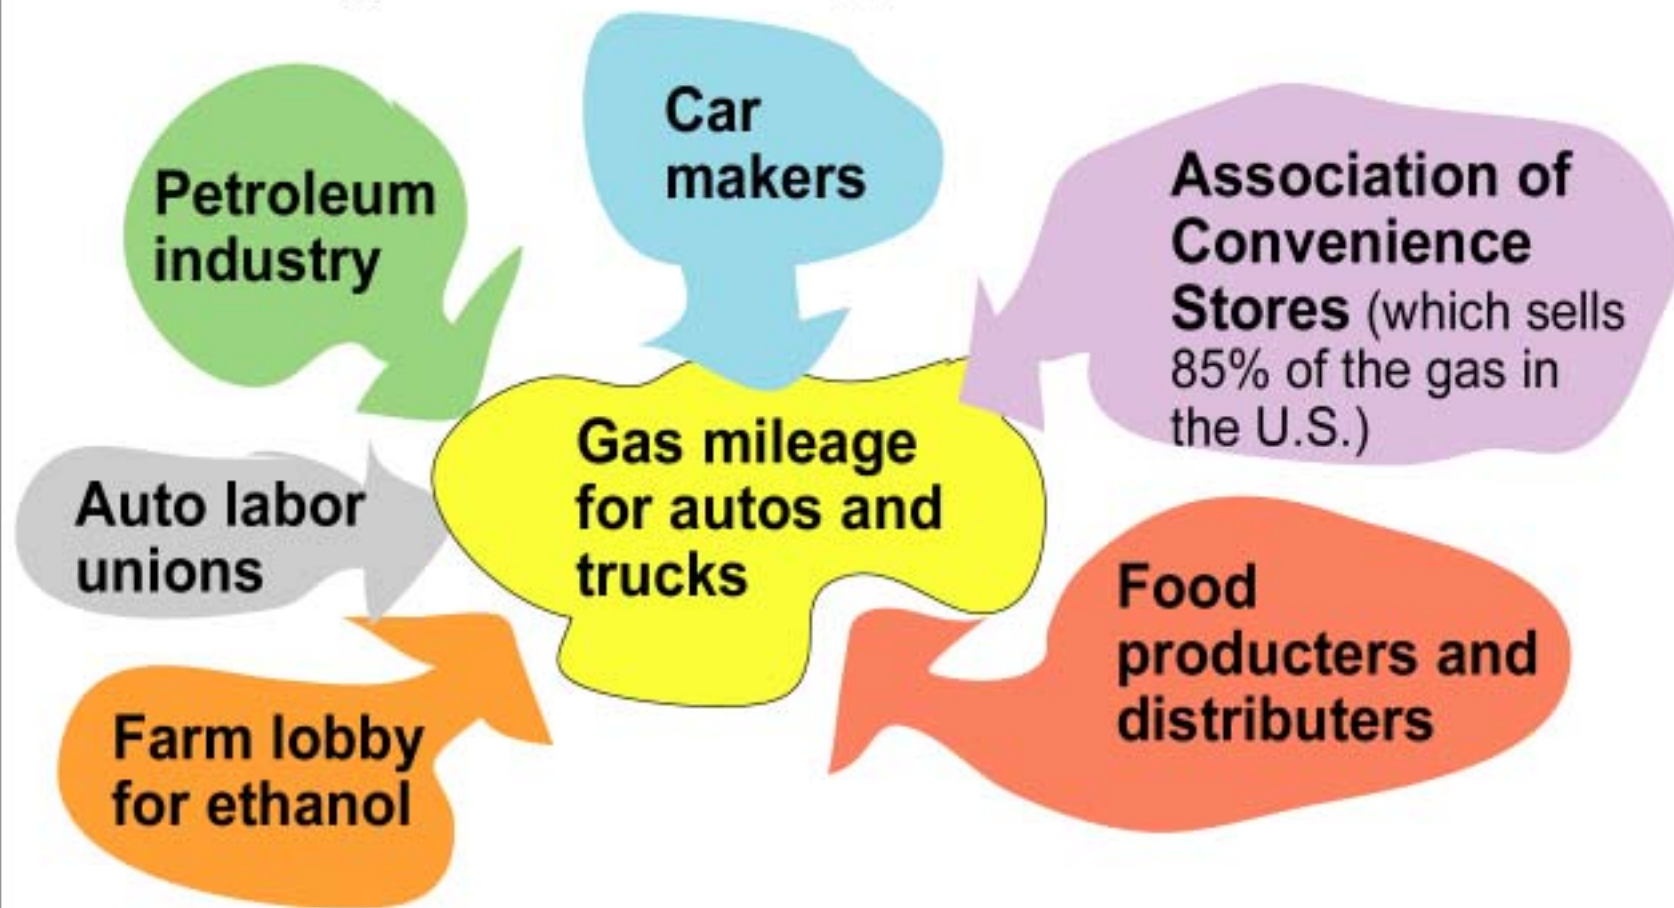 Car
makers
Petroleum
industry
Association of
Convenience
Stores (which sells
85% of the gas in
the U.S.)
Gas mileage
for autos and
trucks
Auto labor
unions
Food
producters and
distributers
Farm lobby
for ethanol